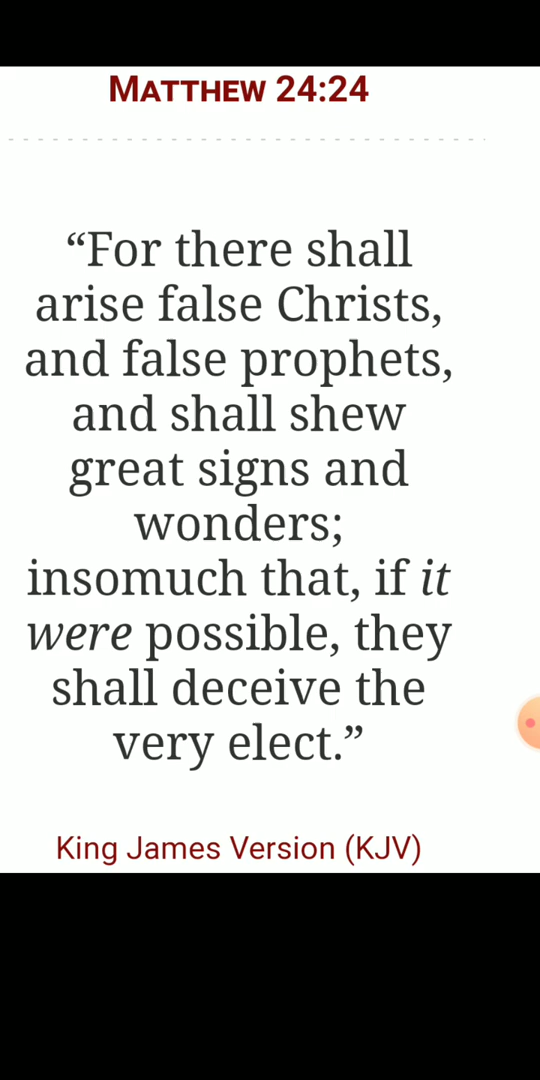 MATTHEW 24:24
“For there shall
arise false Christs,
and false prophets,
and shall shew
great signs and
wonders;
insomuch that, if it
were possible, they
shall deceive the
very elect.”
King James Version (KJV)